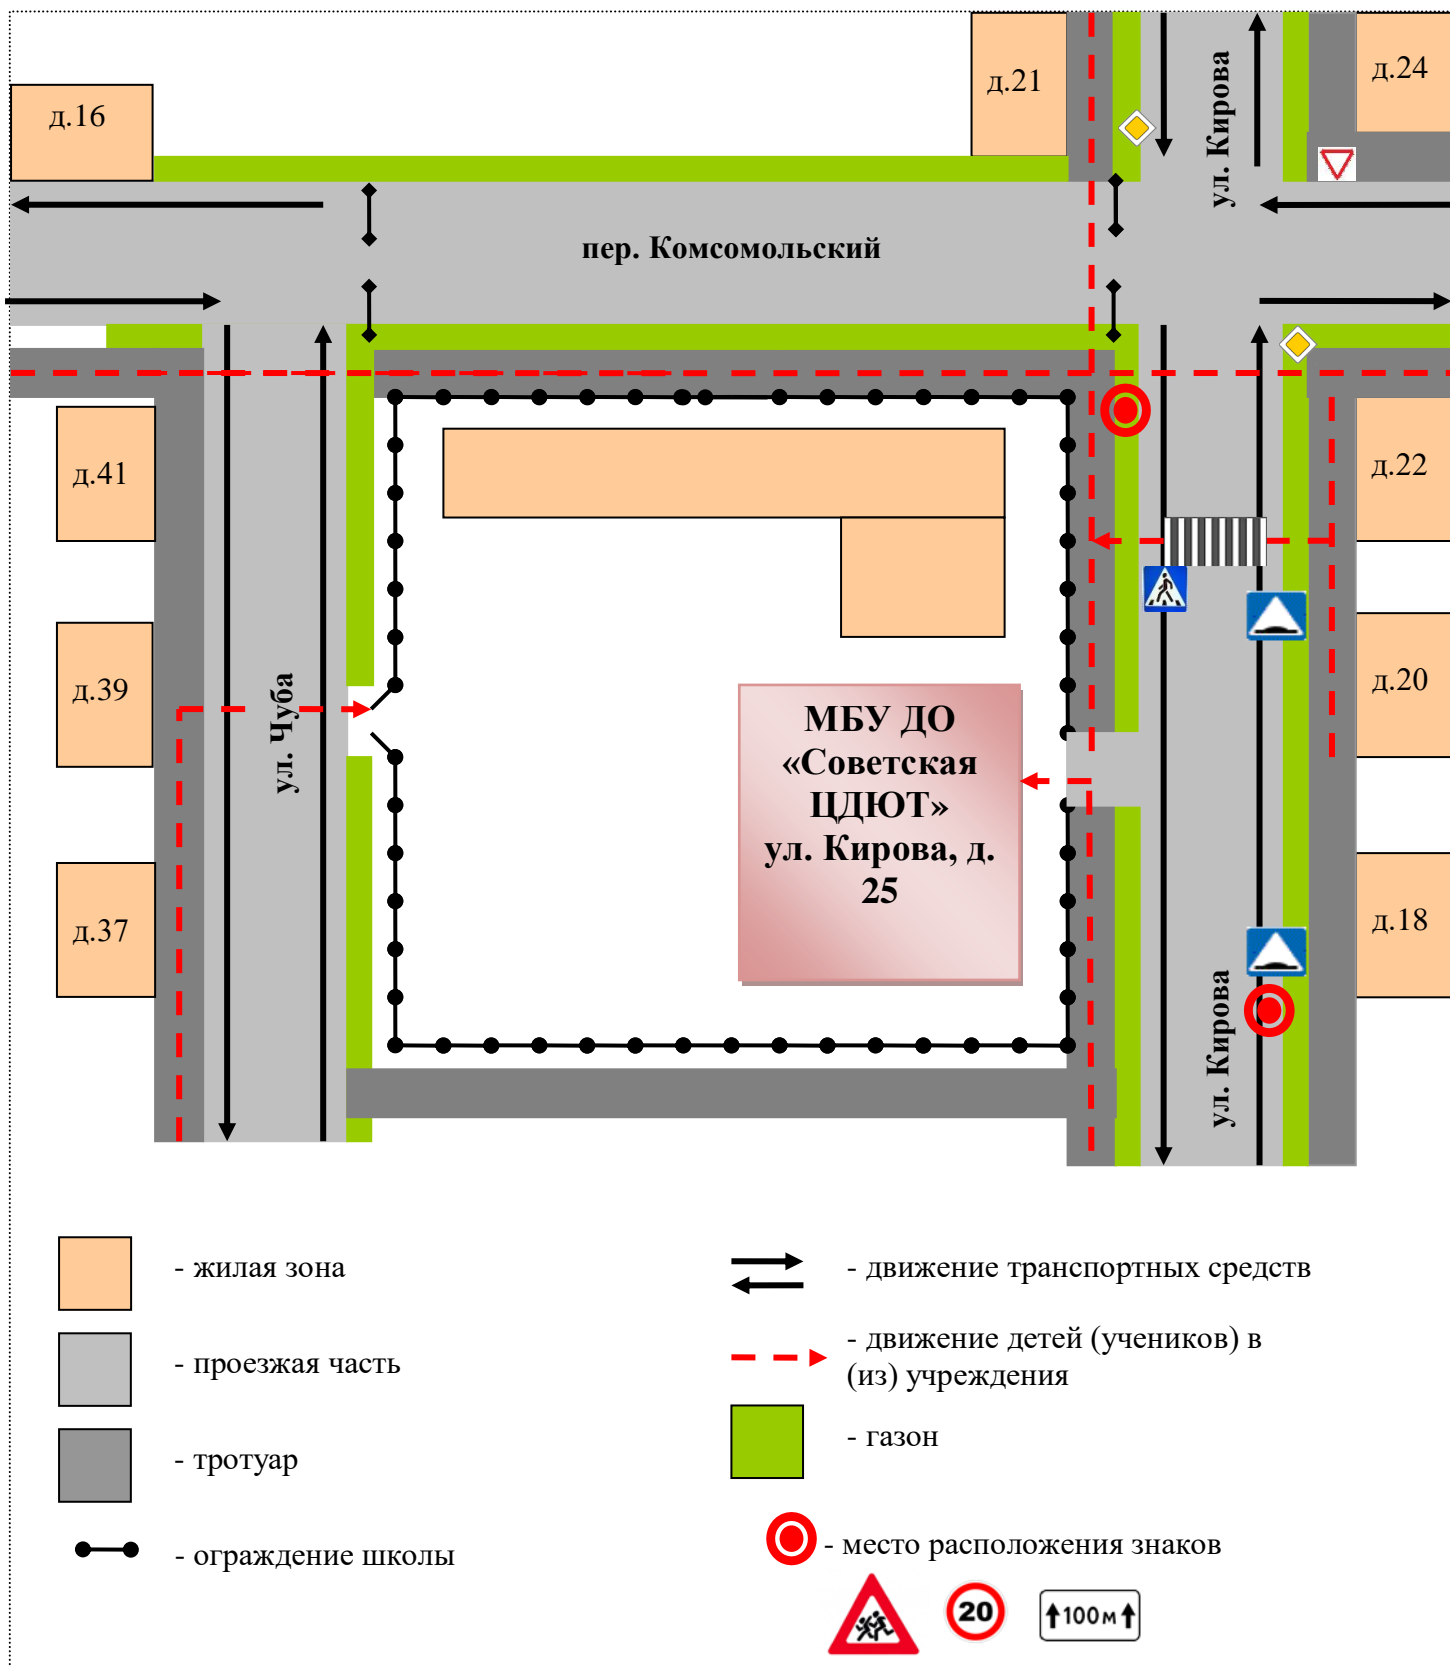 д.21
ул. Кирова
д.24
д.16
пер. Комсомольский
д.41
д.22
д.39
ул. Чуба
МБУ ДО
«Советская
ЦДЮТ»
ул. Кирова, д.
25
д.20
д.37
д.18
ул. Кирова
- жилая зона
- движение транспортных средств
- проезжая часть
- движение детей (учеников) в
(из) учреждения
- тротуар
- газон
- ограждение школы
- место расположения знаков
20
100м